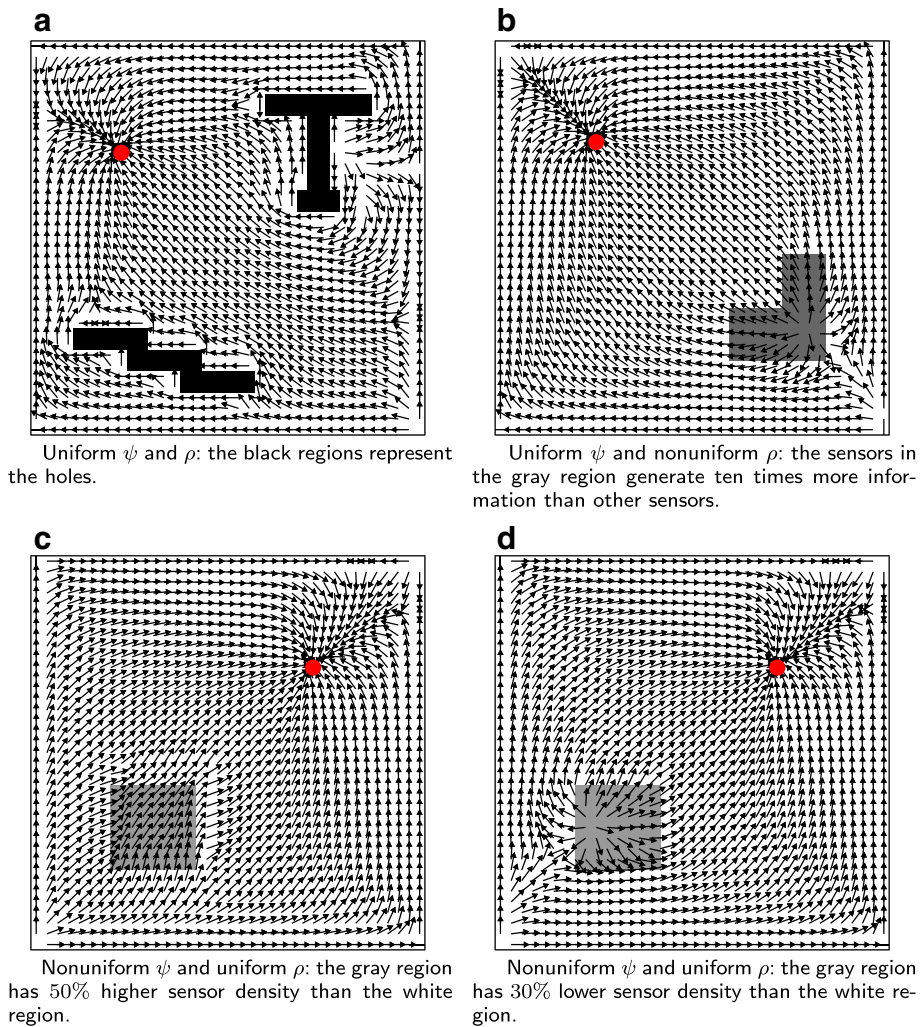 a
b
Uniform ψ and ρ: the black regions represent
the holes.
Uniform ψ and nonuniform ρ: the sensors in
the gray region generate ten times more infor-
mation than other sensors.
c
d
Nonuniform ψ and uniform ρ: the gray region
has 50% higher sensor density than the white
region.
Nonuniform ψ and uniform ρ: the gray region
has 30% lower sensor density than the white re-
gion.